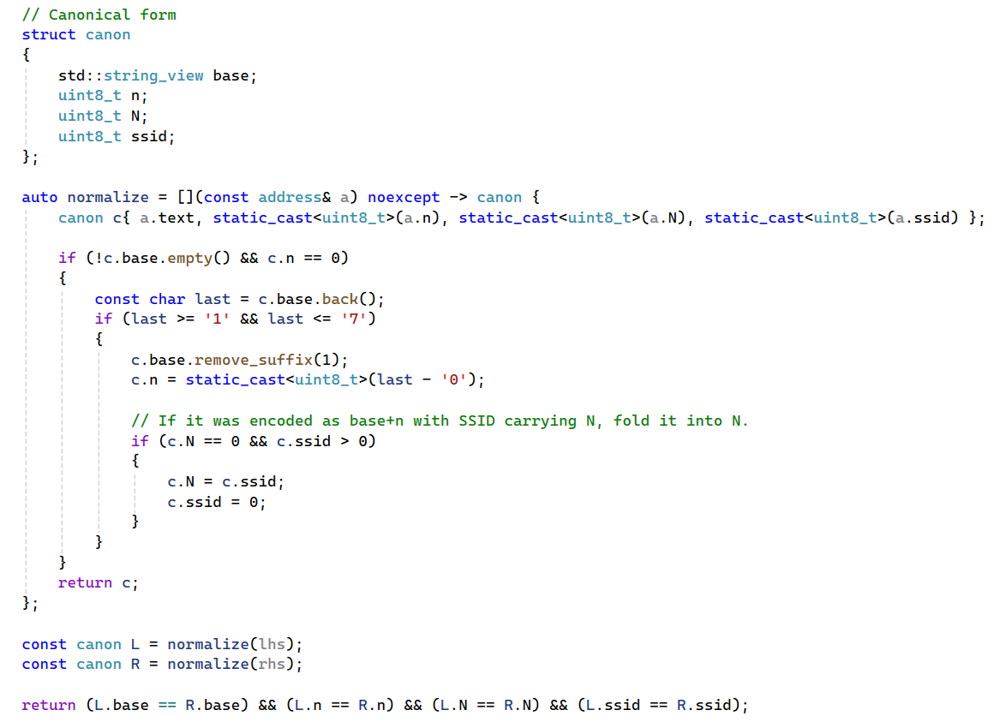 // Canonical form
struct canon
{
    std::string_view base;
    uint8_t n;
    uint8_t N;
    uint8_t ssid;
};

auto normalize = [](const address& a) noexcept -> canon {
    canon c{ a.text, static_cast<uint8_t>(a.n), static_cast<uint8_t>(a.N), static_cast<uint8_t>(a.ssid) };

    if (!c.base.empty() && c.n == 0)
    {
        const char last = c.base.back();
        if (last >= '1' && last <= '7')
        {
            c.base.remove_suffix(1);
            c.n = static_cast<uint8_t>(last - '0');

            // If it was encoded as base+n with SSID carrying N, fold it into N.
            if (c.N == 0 && c.ssid > 0)
            {
                c.N = c.ssid;
                c.ssid = 0;
            }
        }
    }
    return c;
};

const canon L = normalize(lhs);
const canon R = normalize(rhs);

return (L.base == R.base) && (L.n == R.n) && (L.N == R.N) && (L.ssid == R.ssid);